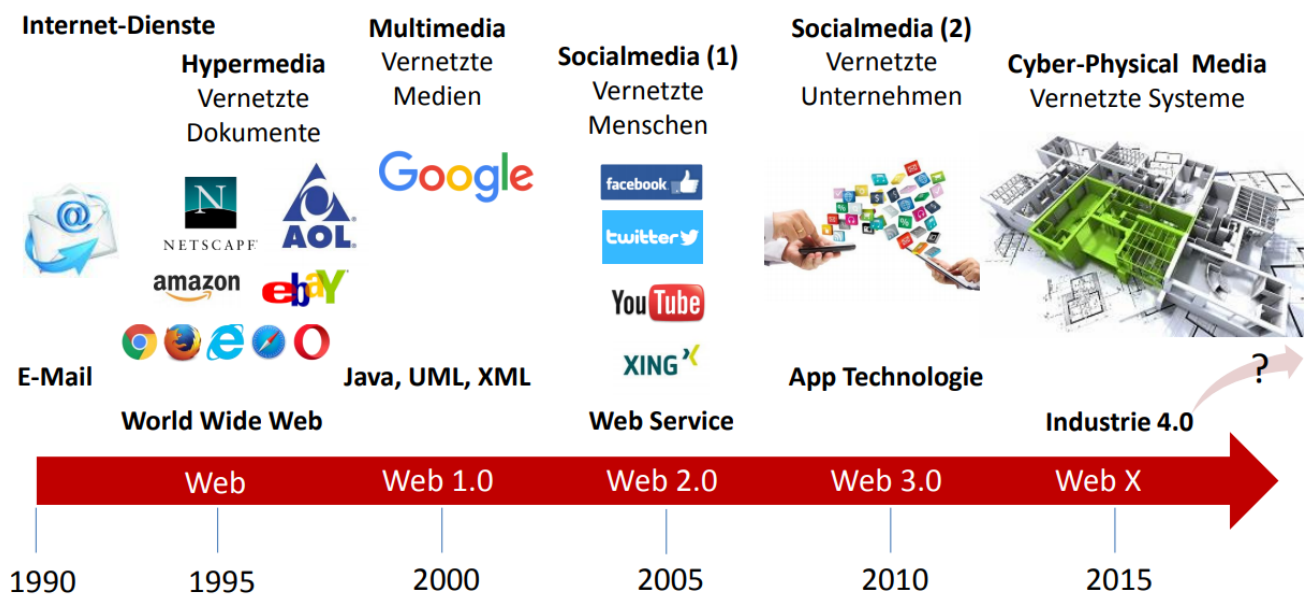 Internet-Dienste
Hypermedia
Vernetzte
Dokumente
Multimedia
Vernetzte
Medien
Socialmedia (1)
Vernetzte
Menschen
Socialmedia (2)
Vernetzte
Unternehmen
Cyber-Physical Media
Vernetzte Systeme
@
N
NETSCAPE
AOL
amazon
ebay
Google
facebook
twitter
YouTube
XING
E-Mail
World Wide Web
Java, UML, XML
Web Service
App Technologie
Industrie 4.0
?
Web
Web 1.0
Web 2.0
Web 3.0
Web X
1990
1995
2000
2005
2010
2015